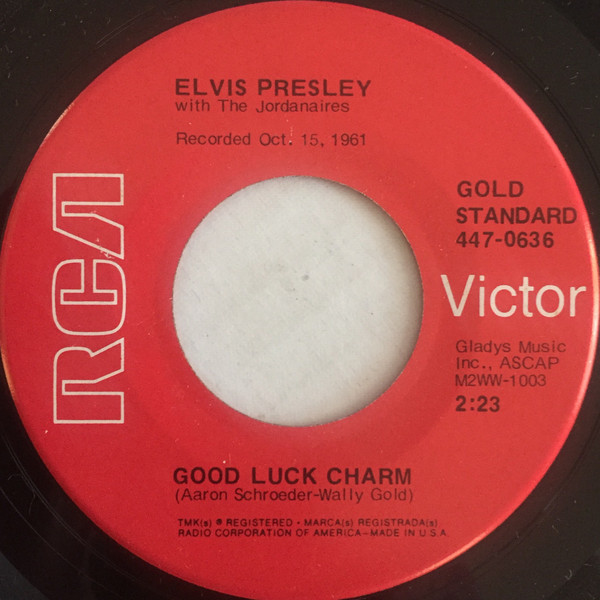 ELVIS PRESLEY
with The Jordanaires
Recorded Oct. 15, 1961
RCA
GOLD
STANDARD
447-0636
Victor
Gladys Music
Inc., ASCAP
M2WW-1003
2:23
GOOD LUCK CHARM
(Aaron Schroeder-Wally Gold)
TMK(s) ® REGISTERED - MARCA(s) REGISTRADA(s)
RADIO CORPORATION OF AMERICA-MADE IN U.S.A.